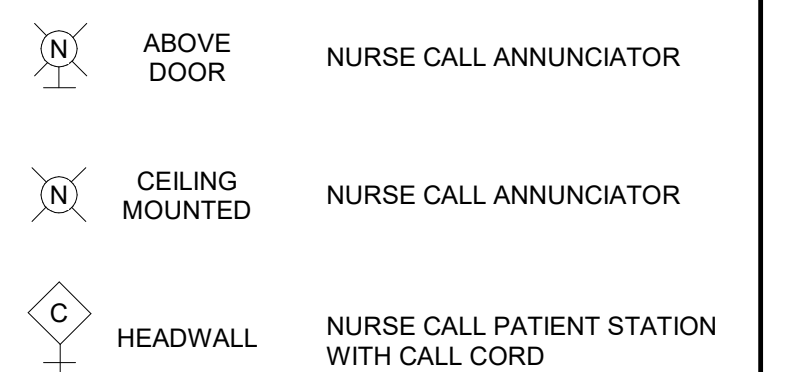 N
ABOVE
DOOR
NURSE CALL ANNUNCIATOR
N
CEILING
MOUNTED
NURSE CALL ANNUNCIATOR
C
HEADWALL
NURSE CALL PATIENT STATION
WITH CALL CORD